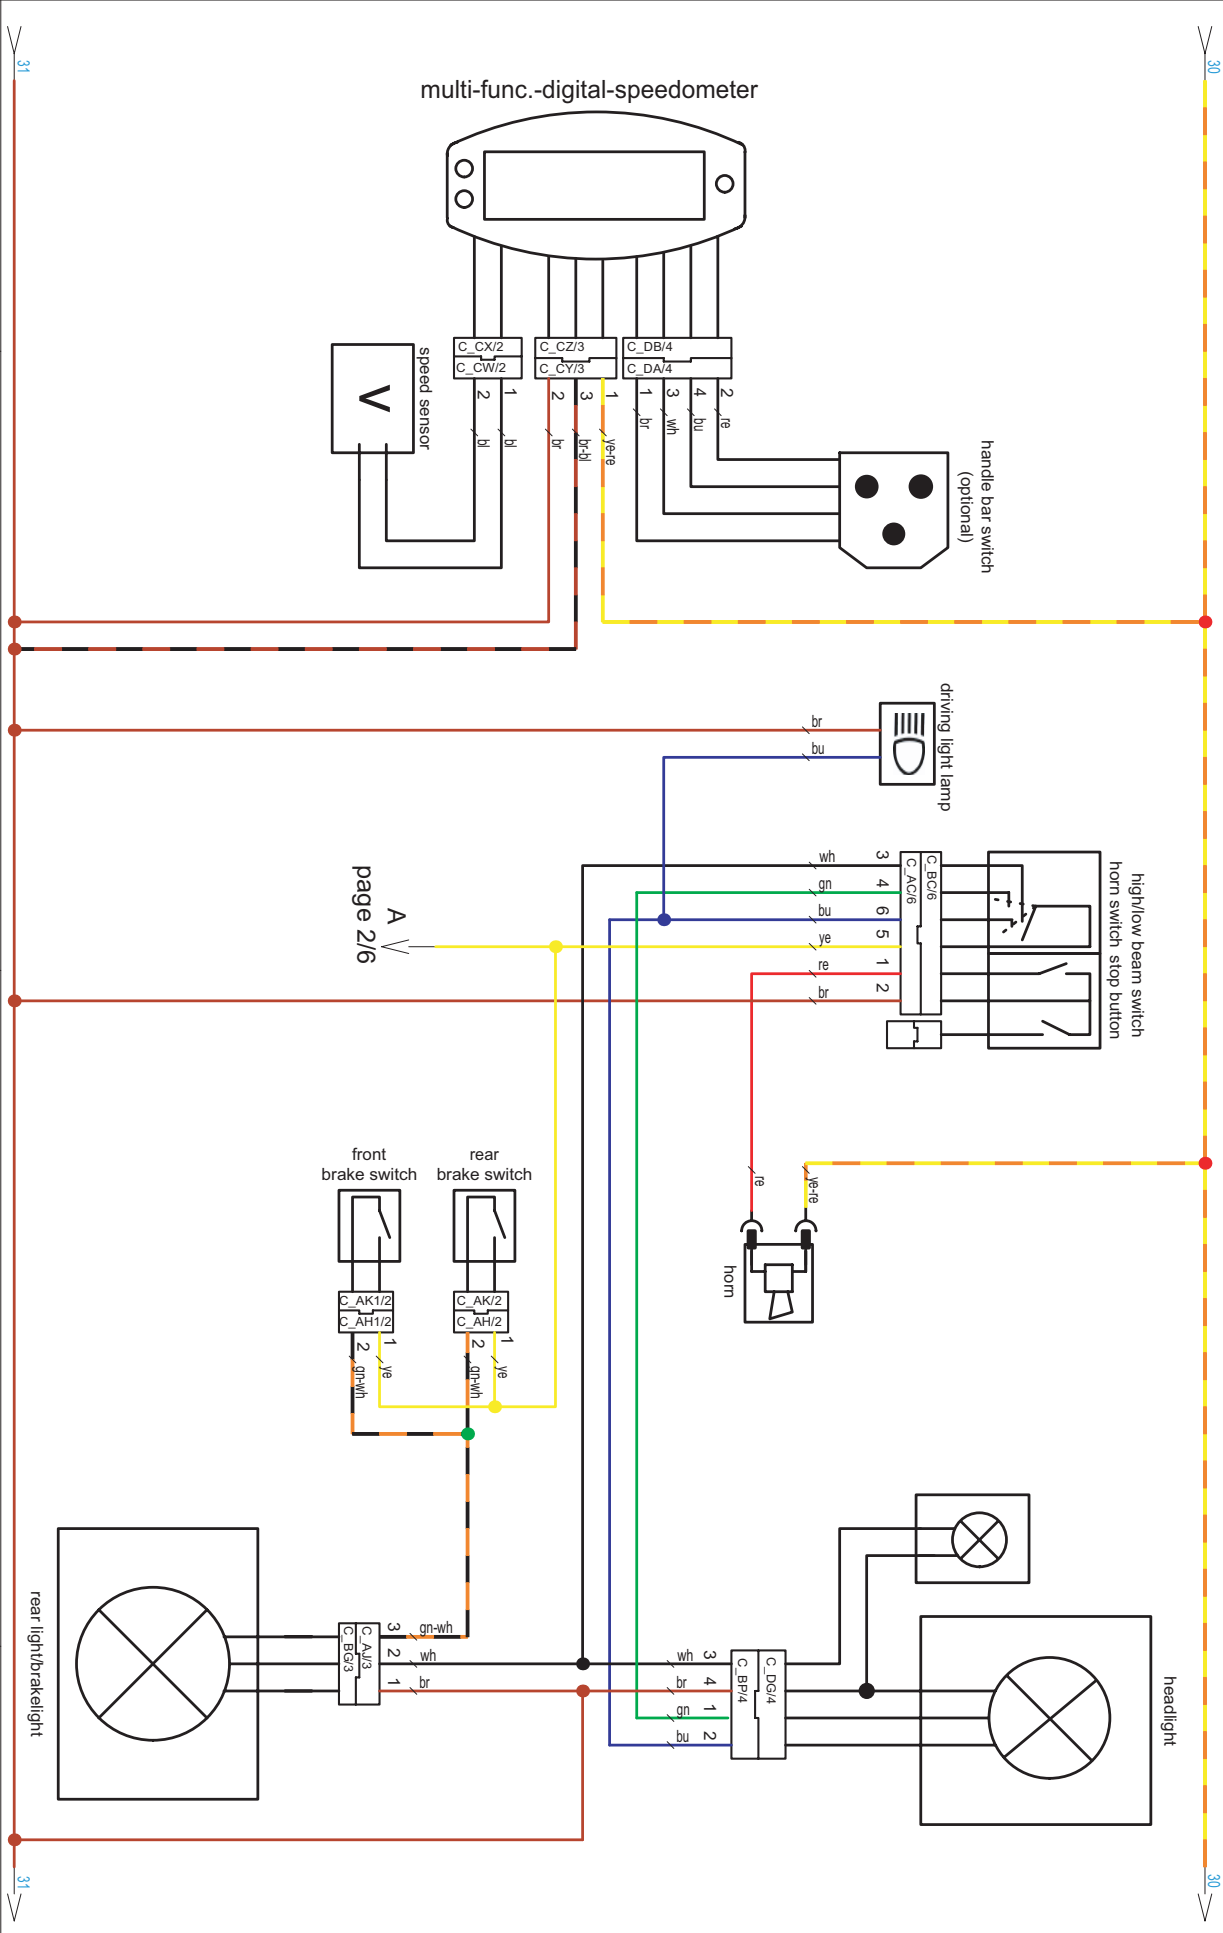 31
30
multi-func.-digital-speedometer
C_CX/2
C_CW/2
C_CZ/3
C_CY/3
C_DB/4
C_DA/4
2
1
2
3
1
1
3
4
2
bl
bl
br
br-bl
ye-re
br
wh
bu
re
speed sensor
V
handle bar switch
(optional)
driving light lamp
br
bu
high/low beam switch
horn switch stop button
C_BC/6
C_AC/6
wh
3
gn
4
bu
6
ye
5
re
1
br
2
A
page 2/6
front
brake switch
rear
brake switch
C_AK1/2
C_AH1/2
C_AK/2
C_AH/2
2
1
2
1
gn-wh
ye
gn-wh
ye
re
ye-re
horn
rear light/brakelight
C_BG/3
C_AJ/3
3
gn-wh
2
wh
1
br
wh
3
br
4
gn
1
bu
2
C_BP/4
C_DG/4
headlight
31
30